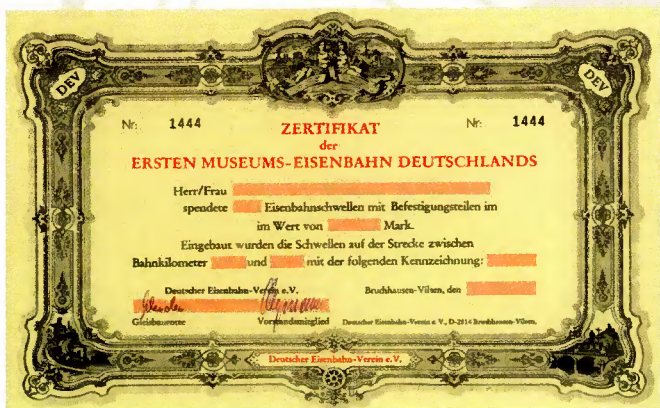 DEV DEV
Nr: 1444 Nr: 1444
ZERTIFIKAT
der
ERSTEN MUSEUMS-EISENBAHN DEUTSCHLANDS
Herr/Frau
spendete Eisenbahnschwellen mit Befestigungsteilen im
im Wert von Mark.
Eingebaut wurden die Schwellen auf der Strecke zwischen
Bahnkilometer und mit der folgenden Kennzeichnung:
Deutscher Eisenbahn-Verein e.V. Bruchhausen-Vilsen, den
Vorstandsmitglied Deutscher Eisenbahn-Verein e. V., D-2814 Bruchhausen-Vilsen.
Deutscher Eisenbahn-Verein e.V.